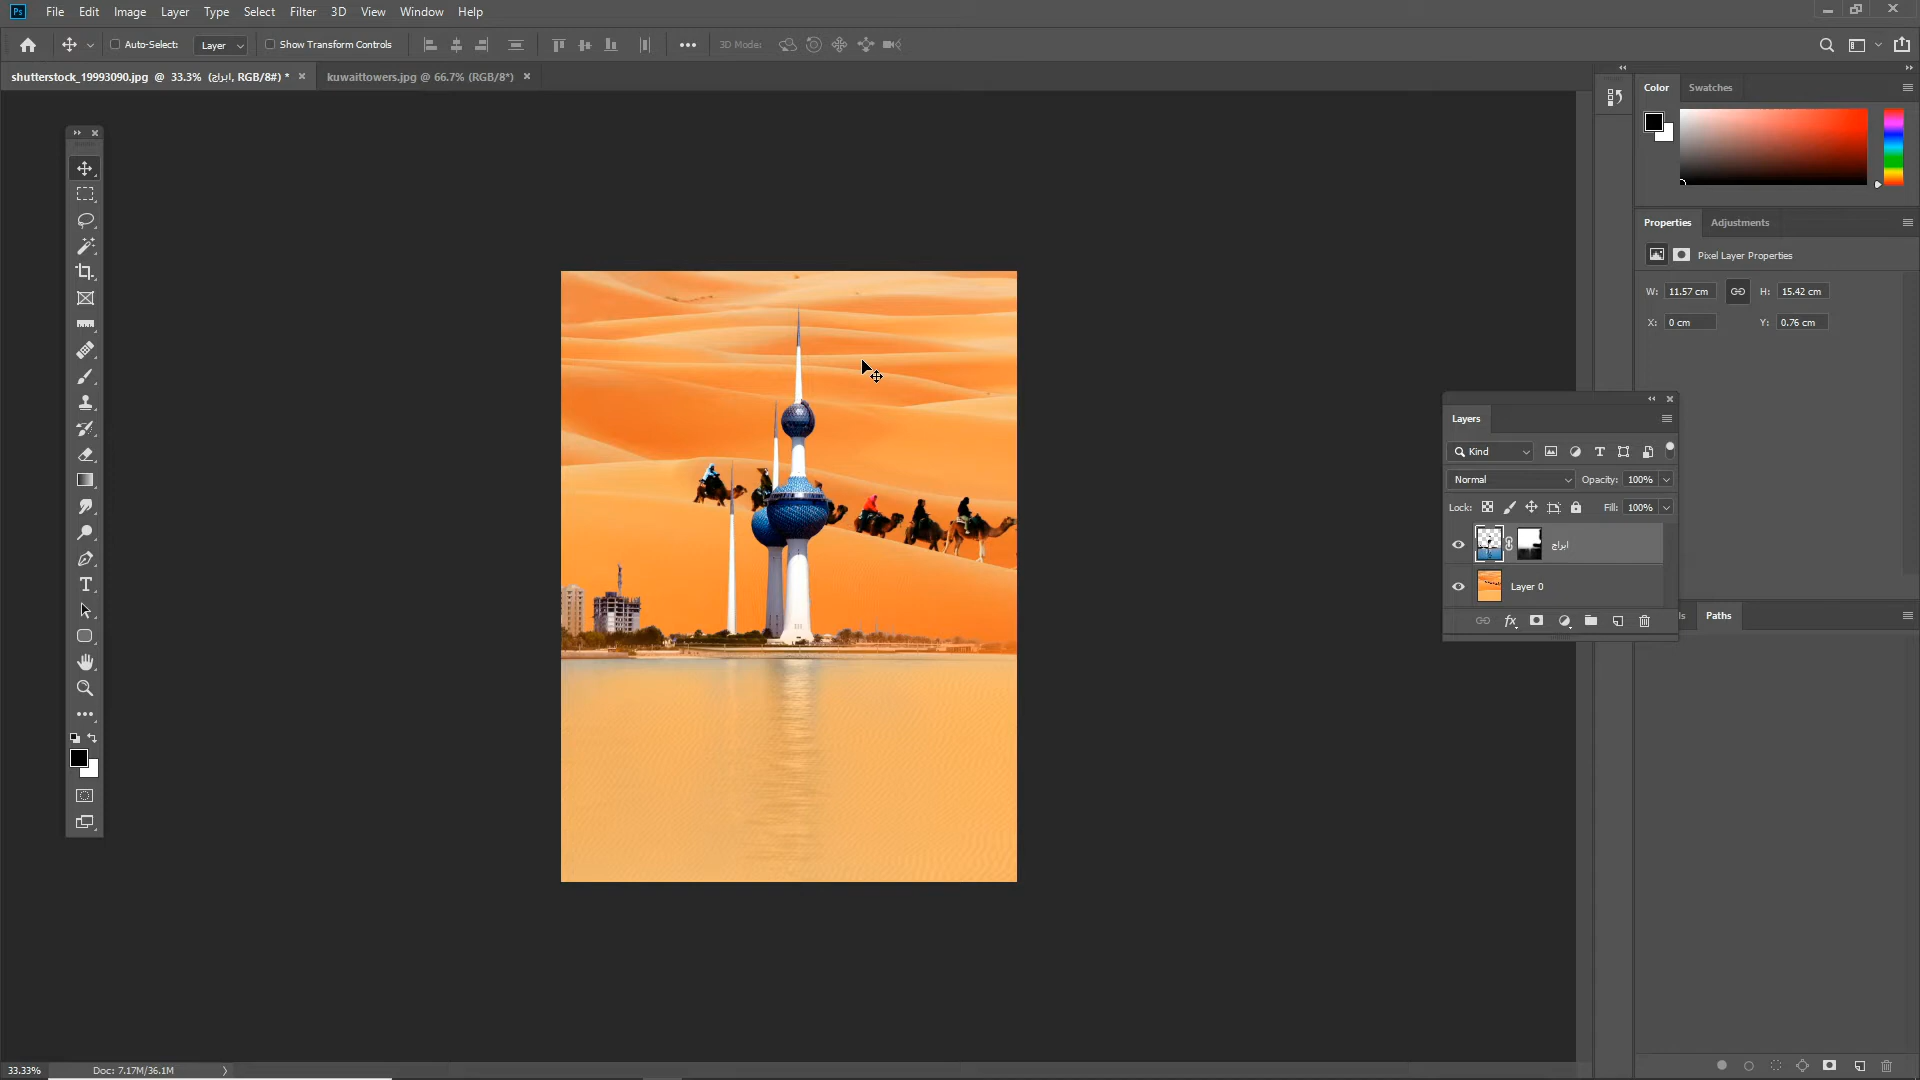 Ps File Edit Image Layer Type Select Filter 3D View Window Help
Auto-Select: Layer Show Transform Controls 3D Mode:
shutterstock_19993090.jpg @ 33.3% (ابراج, RGB/8#) * kuwaittowers.jpg @ 66.7% (RGB/8*)
Color Swatches
Properties Adjustments
Pixel Layer Properties
W: 11.57 cm H: 15.42 cm
X: 0 cm Y: 0.76 cm
Layers
Kind
Normal Opacity: 100%
Lock: Fill: 100%
ابراج
Layer 0
fx
ls Paths
33.33% Doc: 7.17M/36.1M